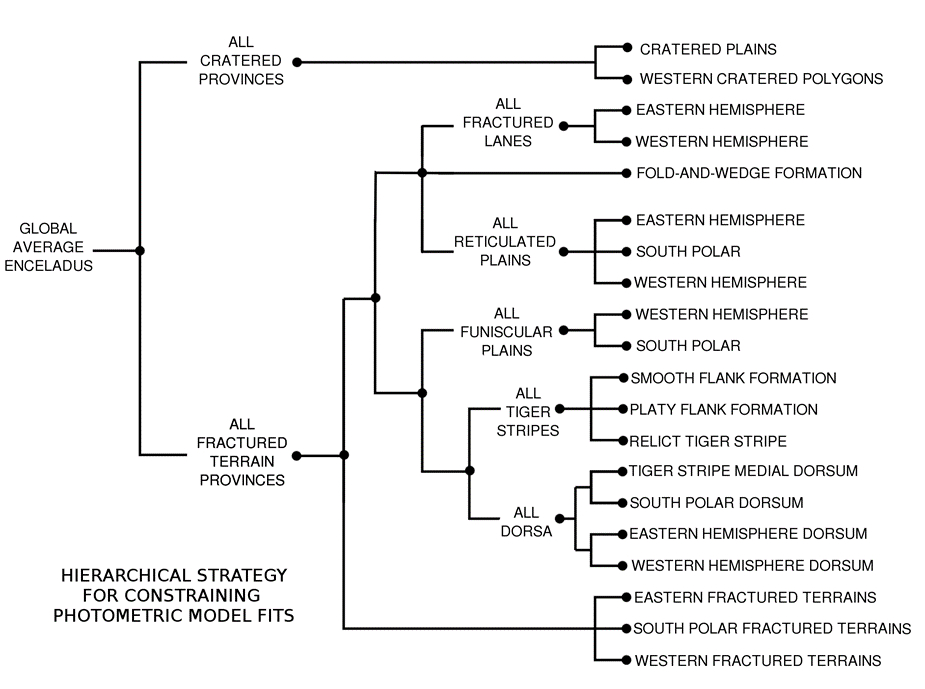 ALL
CRATERED
PROVINCES
CRATERED PLAINS
WESTERN CRATERED POLYGONS
ALL
FRACTURED
LANES
EASTERN HEMISPHERE
WESTERN HEMISPHERE
FOLD-AND-WEDGE FORMATION
GLOBAL
AVERAGE
ENCELADUS
ALL
RETICULATED
PLAINS
EASTERN HEMISPHERE
SOUTH POLAR
WESTERN HEMISPHERE
ALL
FUNISCULAR
PLAINS
WESTERN HEMISPHERE
SOUTH POLAR
ALL
TIGER
STRIPES
SMOOTH FLANK FORMATION
PLATY FLANK FORMATION
RELICT TIGER STRIPE
ALL
FRACTURED
TERRAIN
PROVINCES
ALL
DORSA
TIGER STRIPE MEDIAL DORSUM
SOUTH POLAR DORSUM
EASTERN HEMISPHERE DORSUM
WESTERN HEMISPHERE DORSUM
EASTERN FRACTURED TERRAINS
SOUTH POLAR FRACTURED TERRAINS
WESTERN FRACTURED TERRAINS
HIERARCHICAL STRATEGY
FOR CONSTRAINING
PHOTOMETRIC MODEL FITS